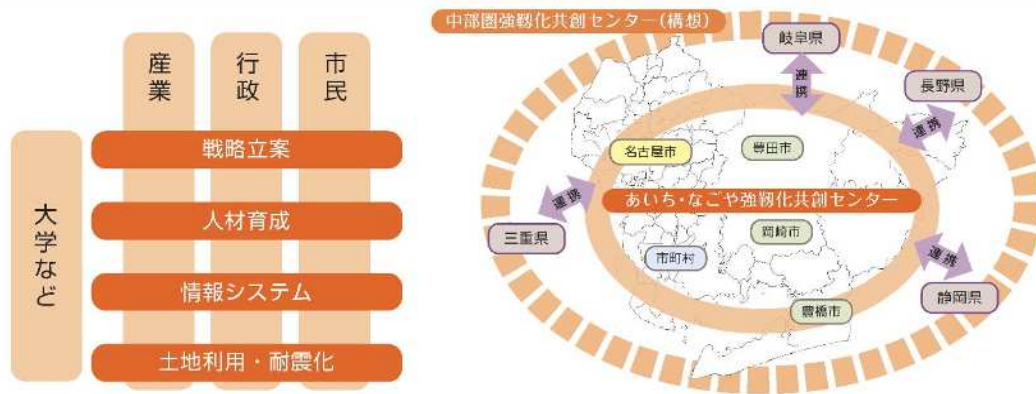 産業
行政
市民
大学など
戦略立案
人材育成
情報システム
土地利用・耐震化
中部圏強靱化共創センター(構想)
岐阜県
連携
長野県
連携
名古屋市
豊田市
連携
あいち・なごや強靱化共創センター
三重県
岡崎市
市町村
連携
静岡県
豊橋市